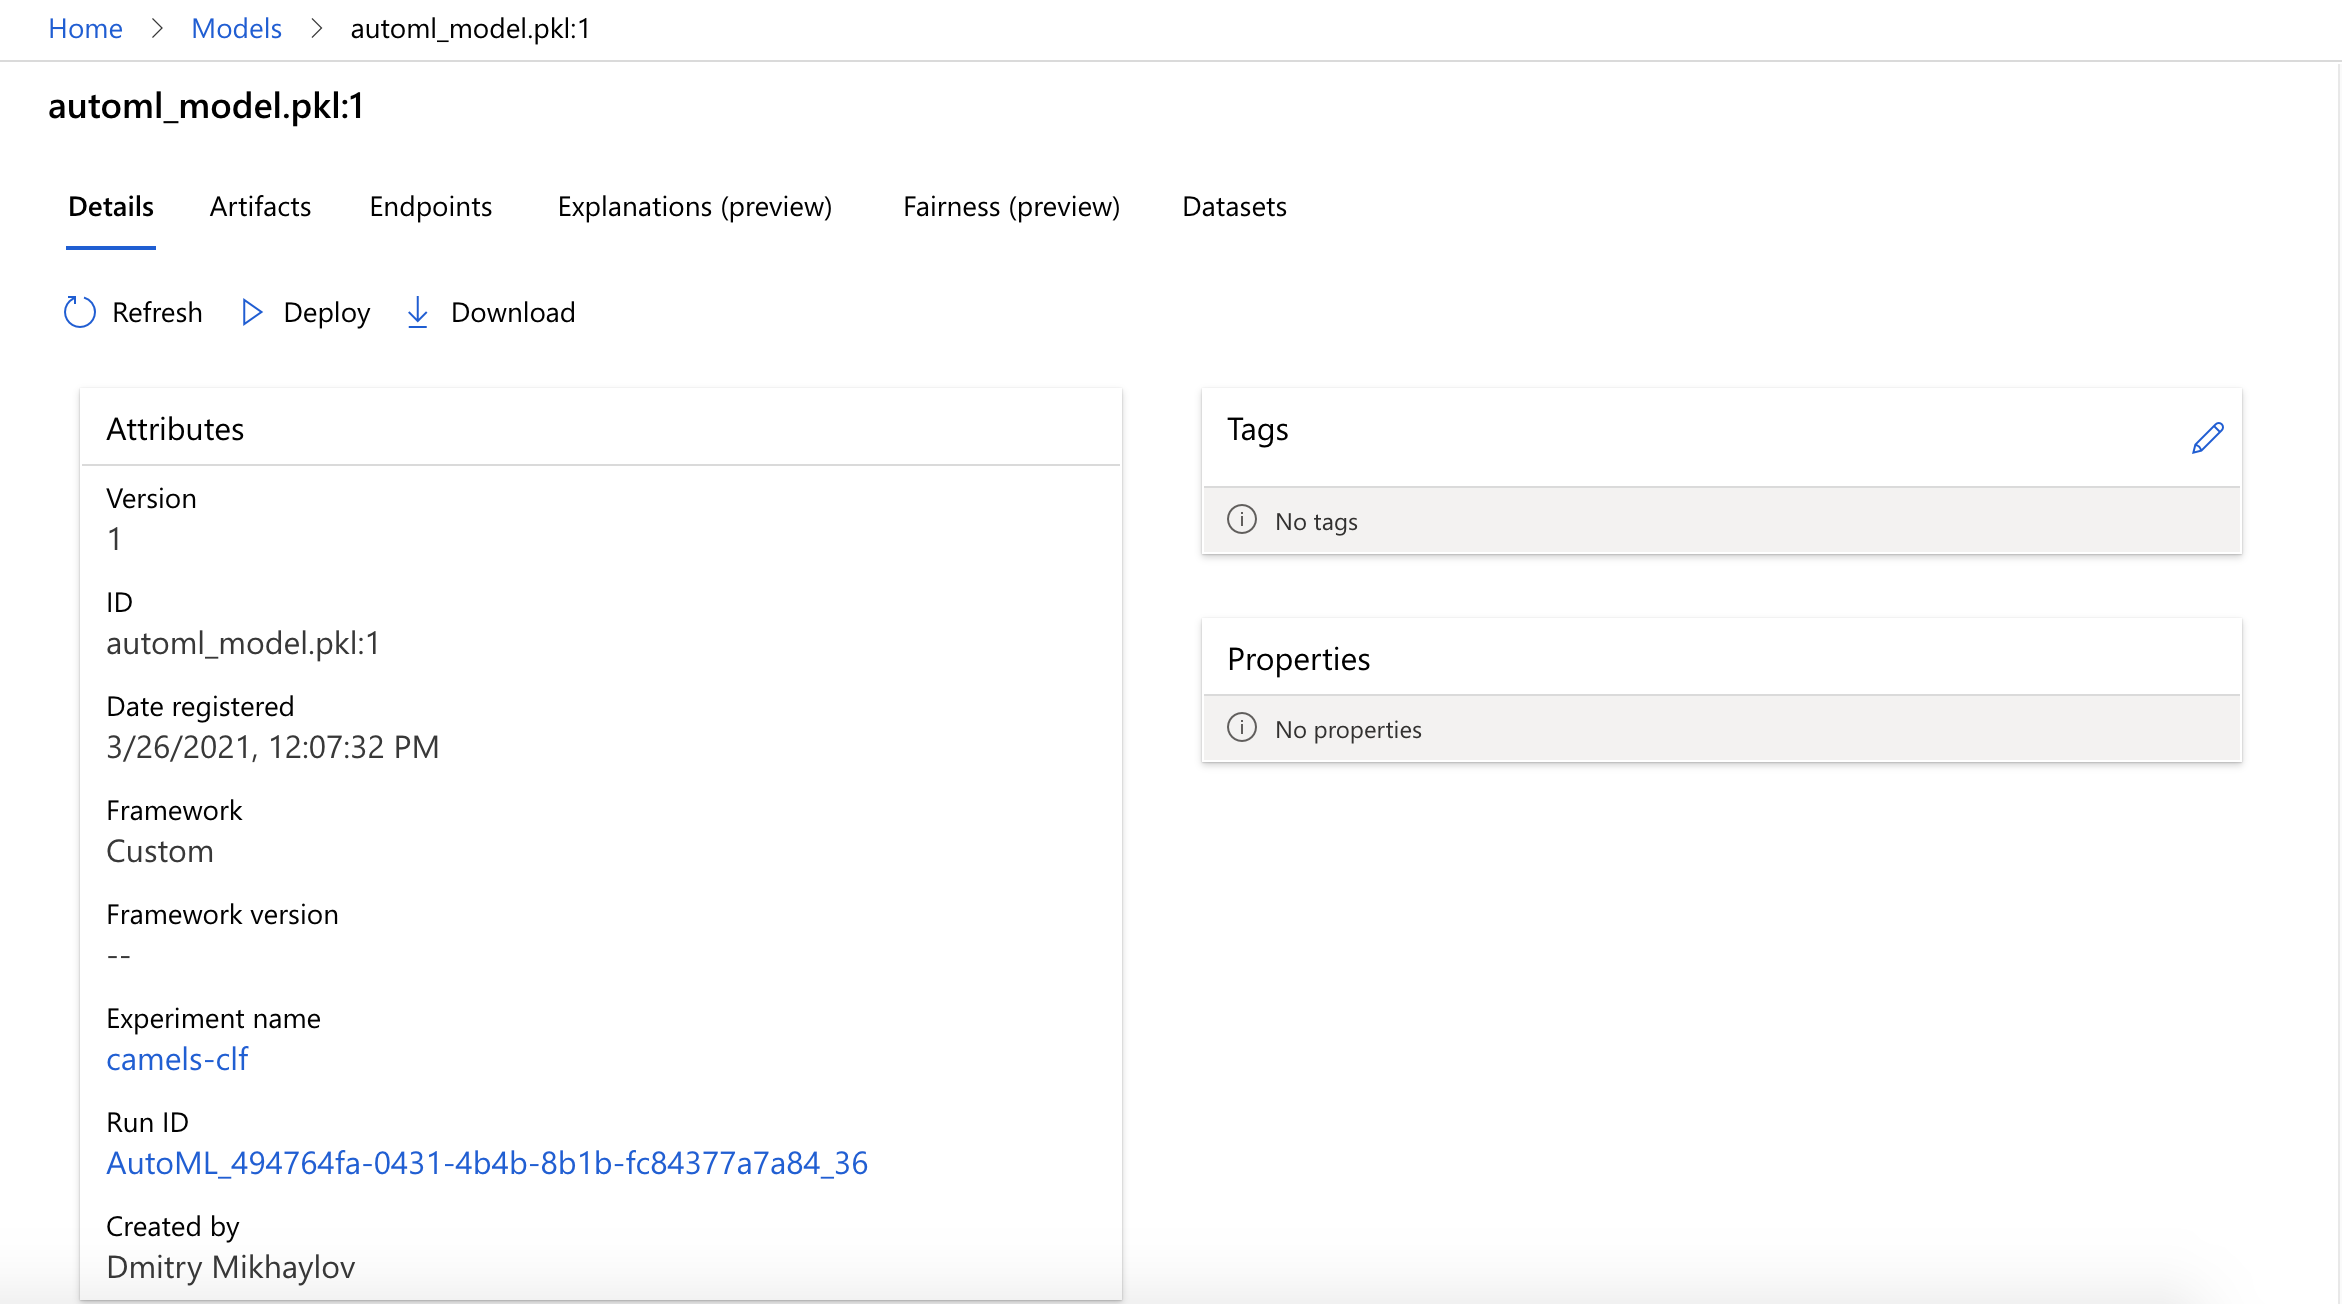 Home > Models > automl_model.pkl:1
automl_model.pkl:1
Details Artifacts Endpoints Explanations (preview) Fairness (preview) Datasets
Refresh Deploy Download
Attributes
Version
1
ID
automl_model.pkl:1
Date registered
3/26/2021, 12:07:32 PM
Framework
Custom
Framework version
--
Experiment name
camels-clf
Run ID
AutoML_494764fa-0431-4b4b-8b1b-fc84377a7a84_36
Created by
Dmitry Mikhaylov
Tags
No tags
Properties
No properties